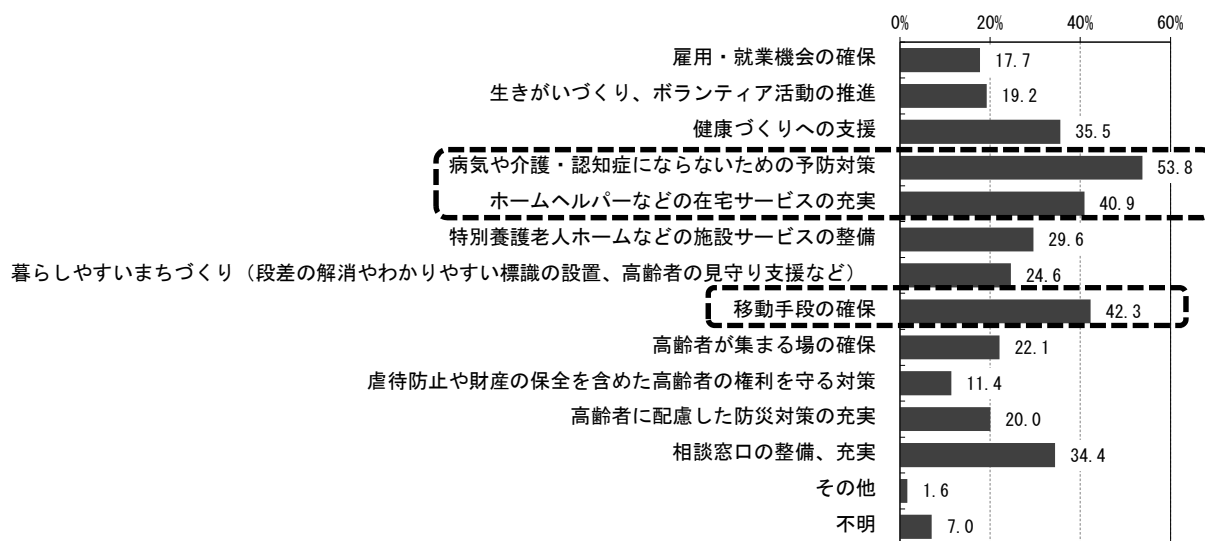 0% 20% 40% 60%
雇用・就業機会の確保 17.7
生きがいづくり、ボランティア活動の推進 19.2
健康づくりへの支援 35.5
病気や介護・認知症にならないための予防対策 53.8
ホームヘルパーなどの在宅サービスの充実 40.9
特別養護老人ホームなどの施設サービスの整備 29.6
暮らしやすいまちづくり（段差の解消やわかりやすい標識の設置、高齢者の見守り支援など） 24.6
移動手段の確保 42.3
高齢者が集まる場の確保 22.1
虐待防止や財産の保全を含めた高齢者の権利を守る対策 11.4
高齢者に配慮した防災対策の充実 20.0
相談窓口の整備、充実 34.4
その他 1.6
不明 7.0